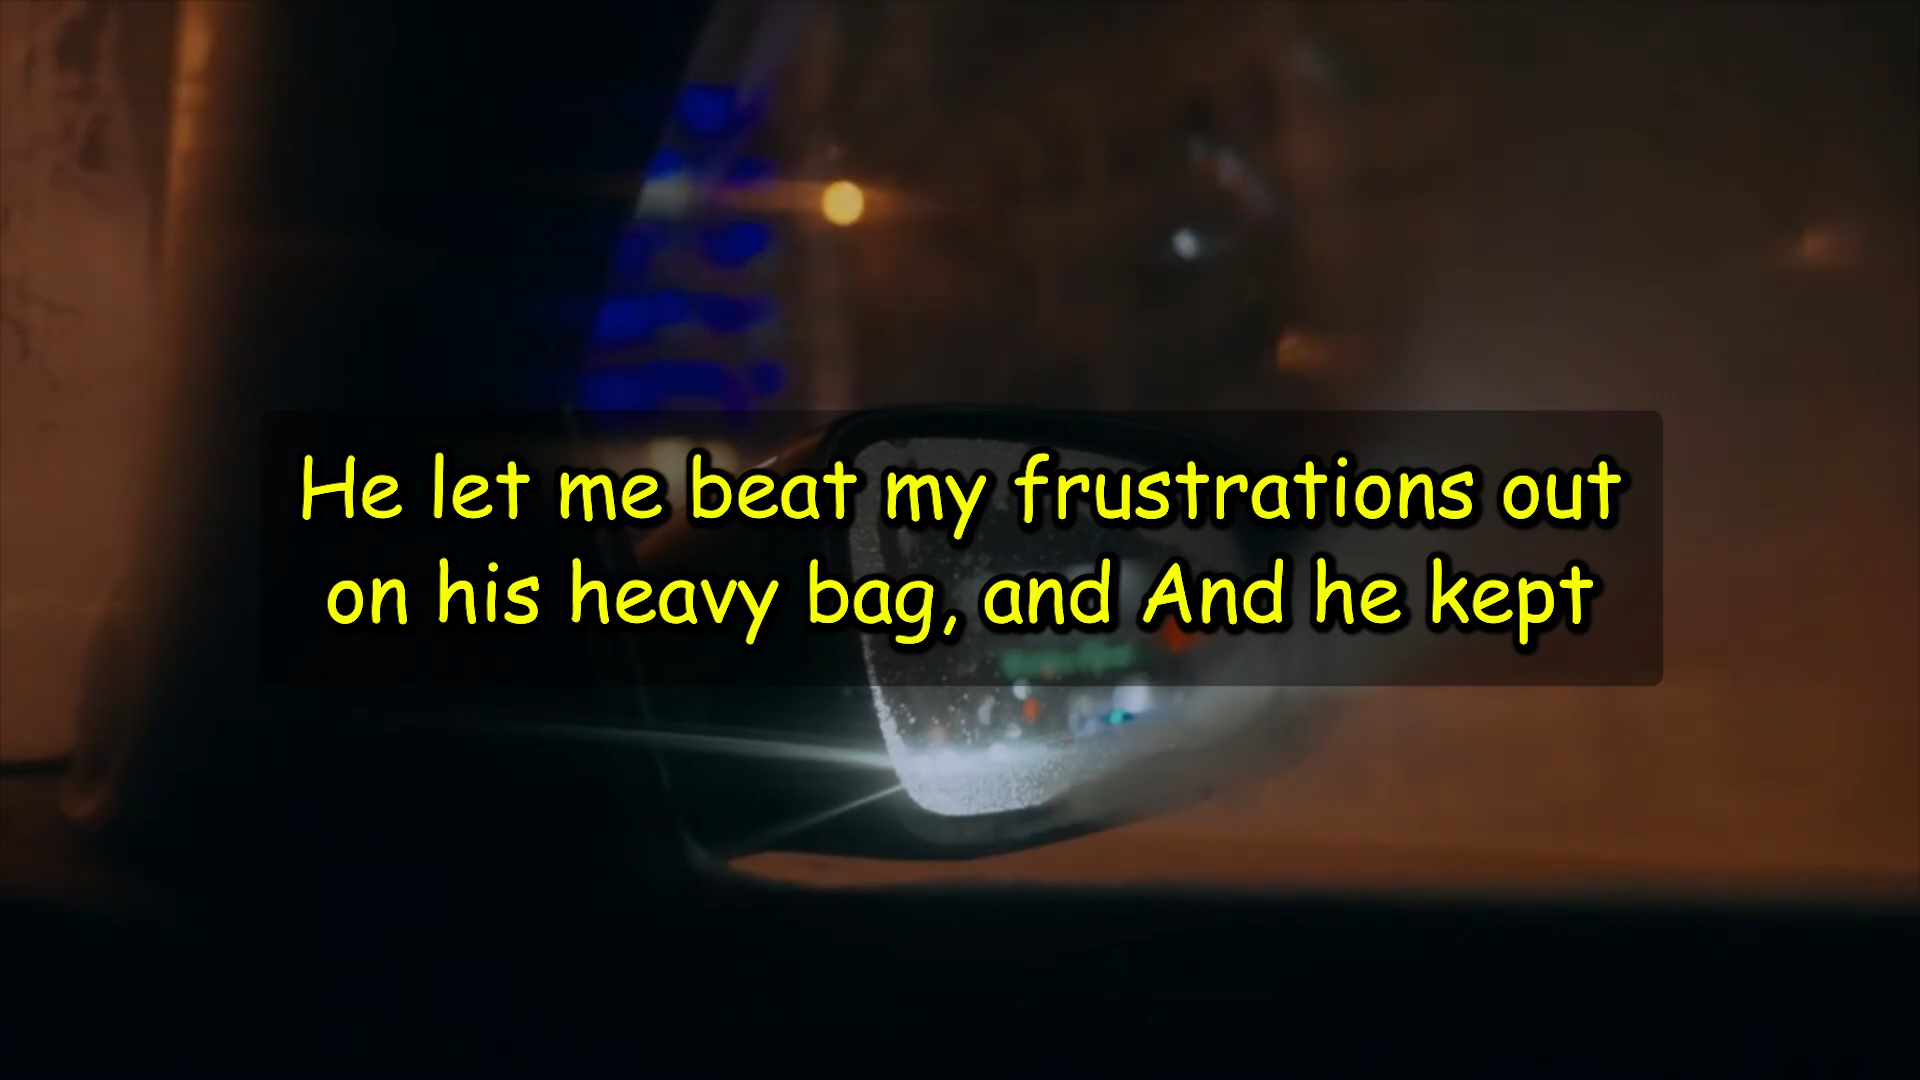 He let me beat my frustrations out
on his heavy bag, and And he kept